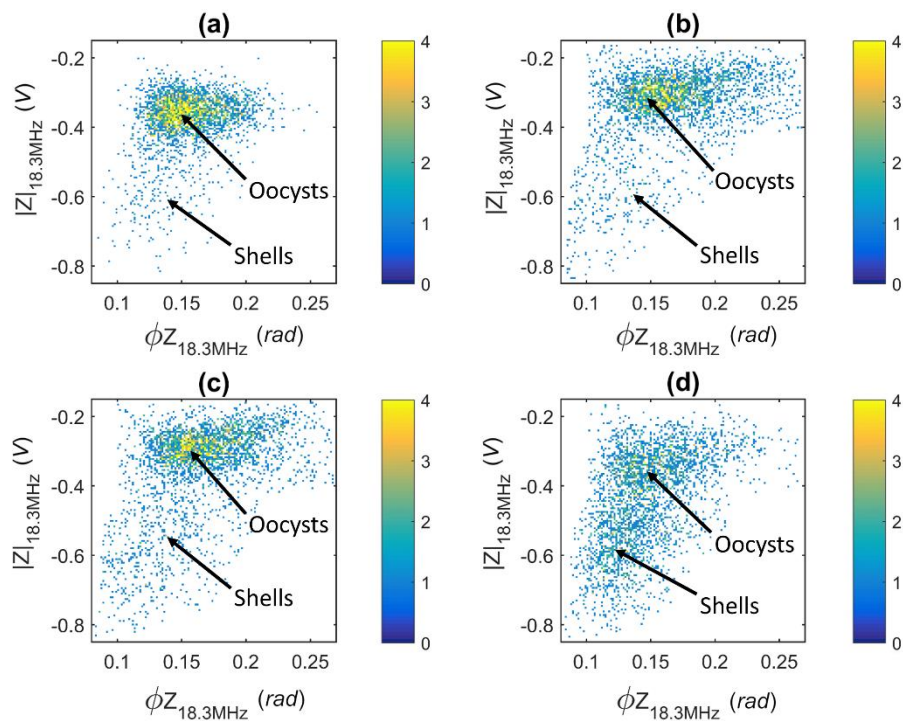 (a)
|Z|18.3MHz (V)
-0.2
-0.4
-0.6
-0.8
0.1 0.15 0.2 0.25
ϕZ18.3MHz (rad)
Oocysts
Shells
4
3
2
1
0
(b)
|Z|18.3MHz (V)
-0.2
-0.4
-0.6
-0.8
0.1 0.15 0.2 0.25
ϕZ18.3MHz (rad)
Oocysts
Shells
4
3
2
1
0
(c)
|Z|18.3MHz (V)
-0.2
-0.4
-0.6
-0.8
0.1 0.15 0.2 0.25
ϕZ18.3MHz (rad)
Oocysts
Shells
4
3
2
1
0
(d)
|Z|18.3MHz (V)
-0.2
-0.4
-0.6
-0.8
0.1 0.15 0.2 0.25
ϕZ18.3MHz (rad)
Oocysts
Shells
4
3
2
1
0